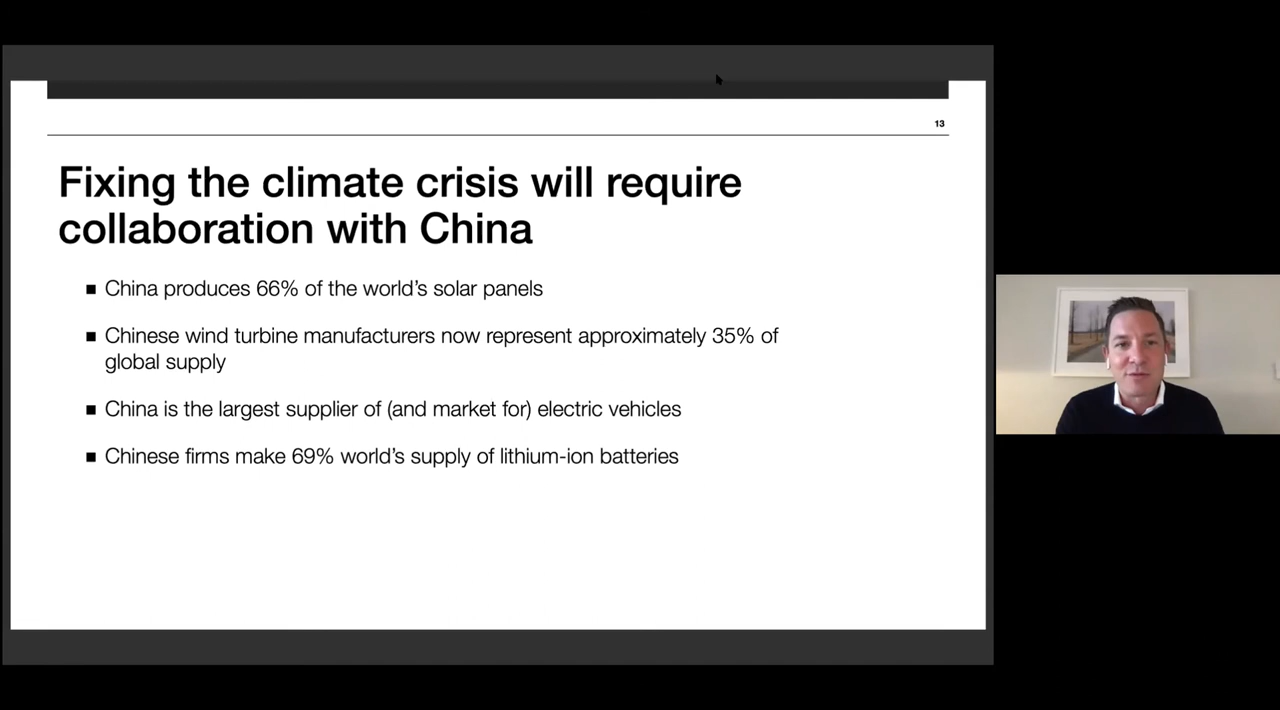 13
Fixing the climate crisis will require
collaboration with China
■ China produces 66% of the world’s solar panels
■ Chinese wind turbine manufacturers now represent approximately 35% of
global supply
■ China is the largest supplier of (and market for) electric vehicles
■ Chinese firms make 69% world’s supply of lithium-ion batteries